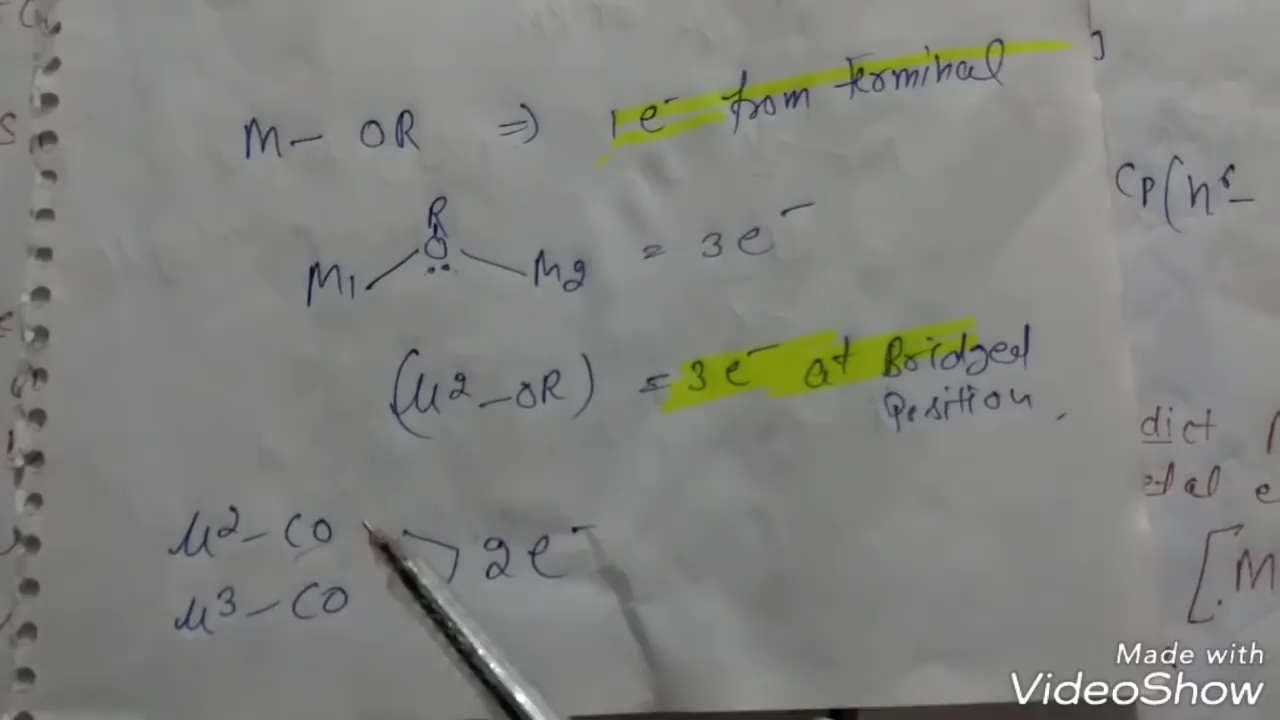 M— OR ⇒ 1e⁻ from terminal ]
Cp(η⁵–
R
M₁ O M₂ = 3e⁻
(μ²–OR) = 3e⁻ at Bridged
Position.
dict
etal e
μ²–CO
μ³–CO
2e⁻
[M
Made with
VideoShow